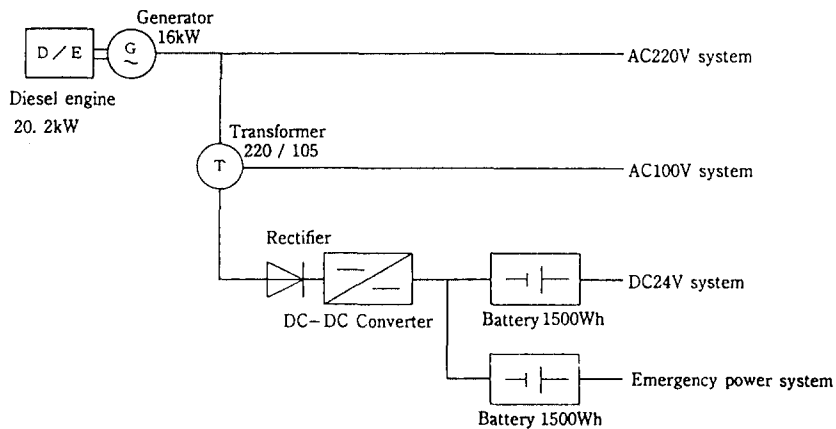 Generator
16kW
D／E
G
~
AC220V system
Diesel engine
20. 2kW
Transformer
220 / 105
T
AC100V system
Rectifier
DC24V system
DC−DC Converter
Battery 1500Wh
Emergency power system
Battery 1500Wh